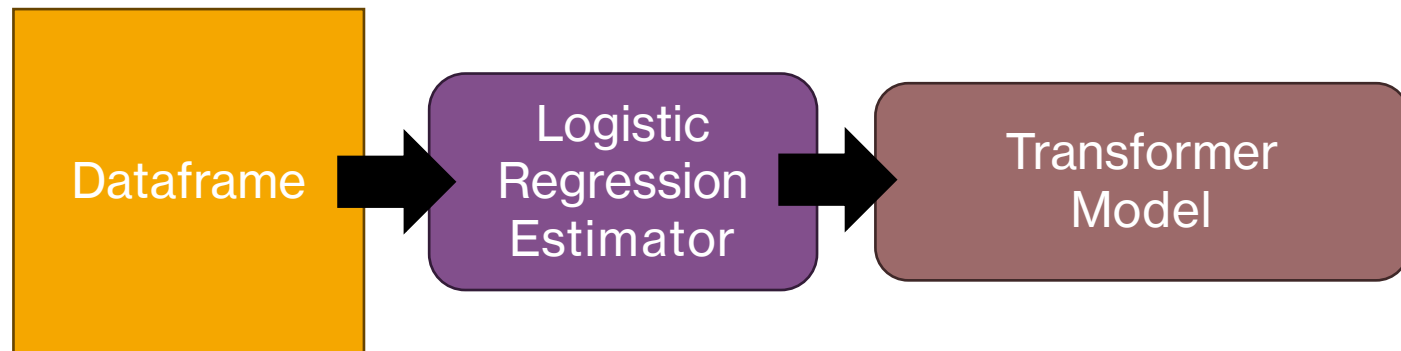 Dataframe
Logistic
Regression
Estimator
Transformer
Model